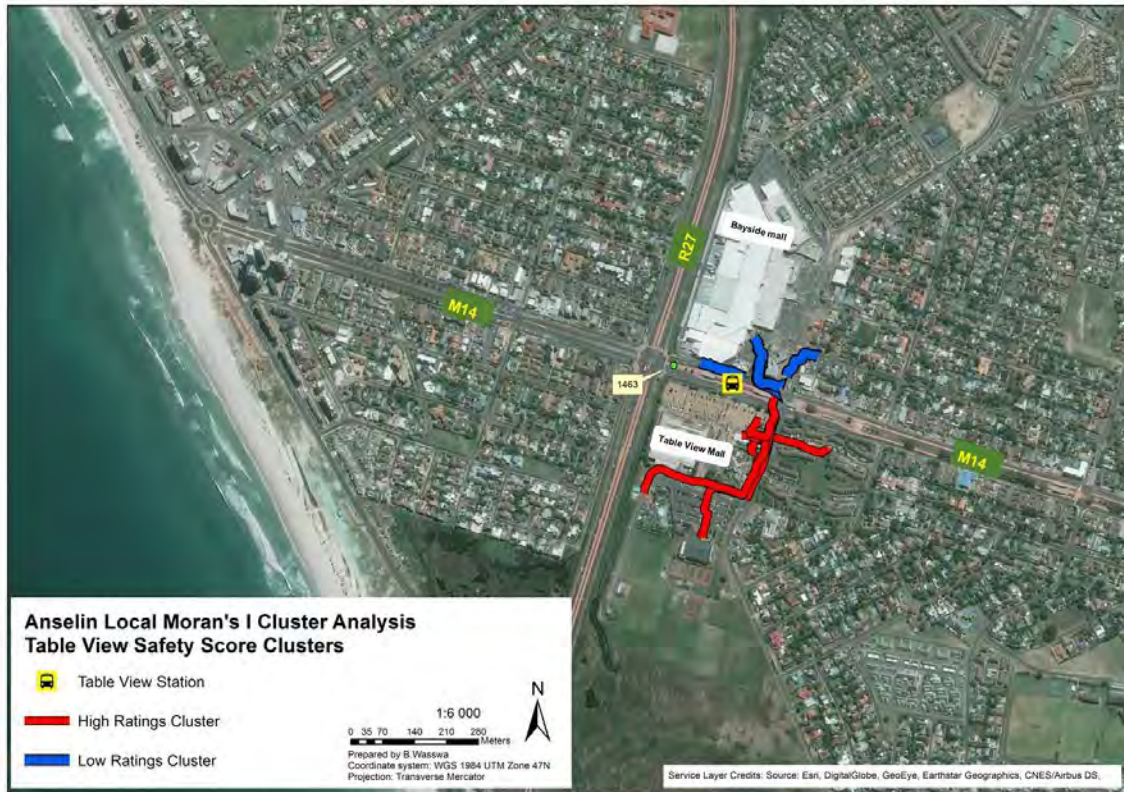 Bayside mall
R27
M14
1463
Table View Mall
M14
Anselin Local Moran's I Cluster Analysis
Table View Safety Score Clusters
Table View Station
High Ratings Cluster
Low Ratings Cluster
N
1:6 000
0 35 70 140 210 280
Meters
Prepared by B.Wasswa
Coordinate system: WGS 1984 UTM Zone 47N
Projection: Transverse Mercator
Service Layer Credits: Source: Esri, DigitalGlobe, GeoEye, Earthstar Geographics, CNES/Airbus DS,